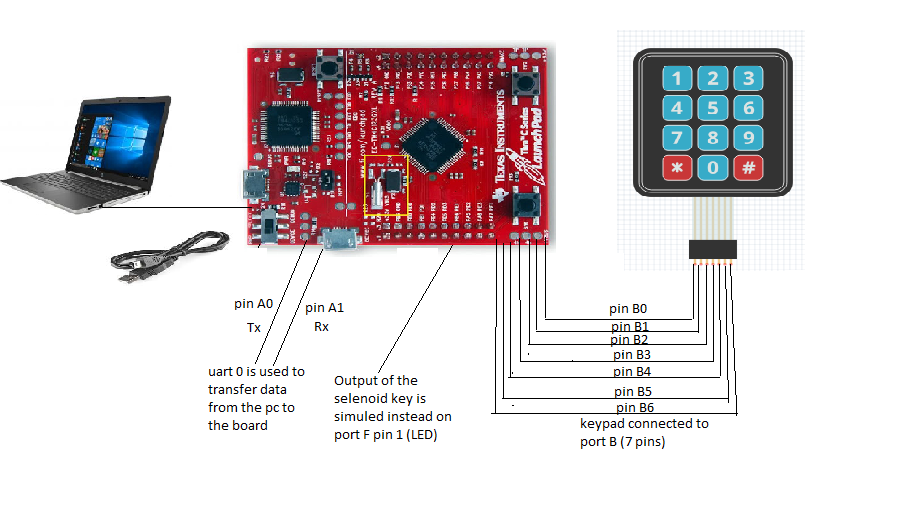 TEXAS INSTRUMENTS
Tiva C Series
LaunchPad
1 2 3
4 5 6
7 8 9
* 0 #
pin A0
Tx
pin A1
Rx
uart 0 is used to
transfer data
from the pc to
the board
Output of the
selenoid key is
simuled instead on
port F pin 1 (LED)
pin B0
pin B1
pin B2
pin B3
pin B4
pin B5
pin B6
keypad connected to
port B (7 pins)